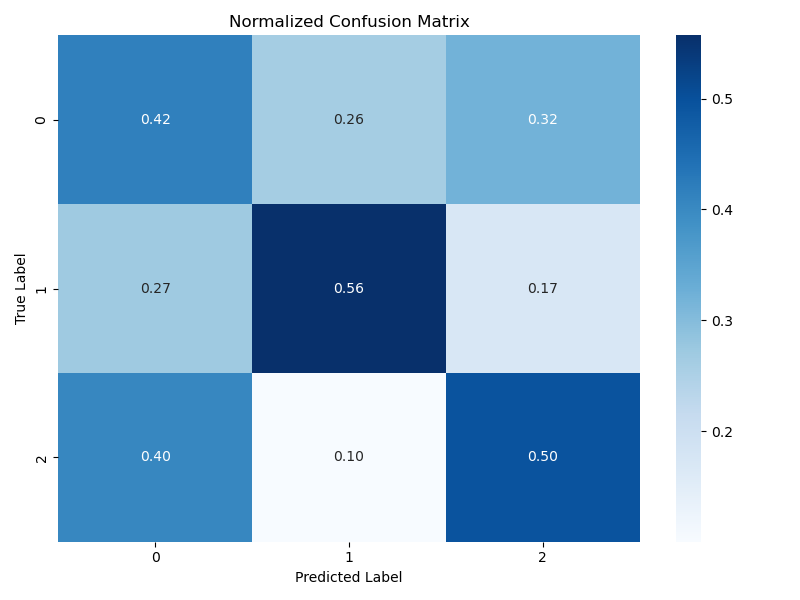 Normalized Confusion Matrix
0.42 0.26 0.32
0.27 0.56 0.17
0.40 0.10 0.50
0
1
2
True Label
0 1 2
Predicted Label
0.5
0.4
0.3
0.2